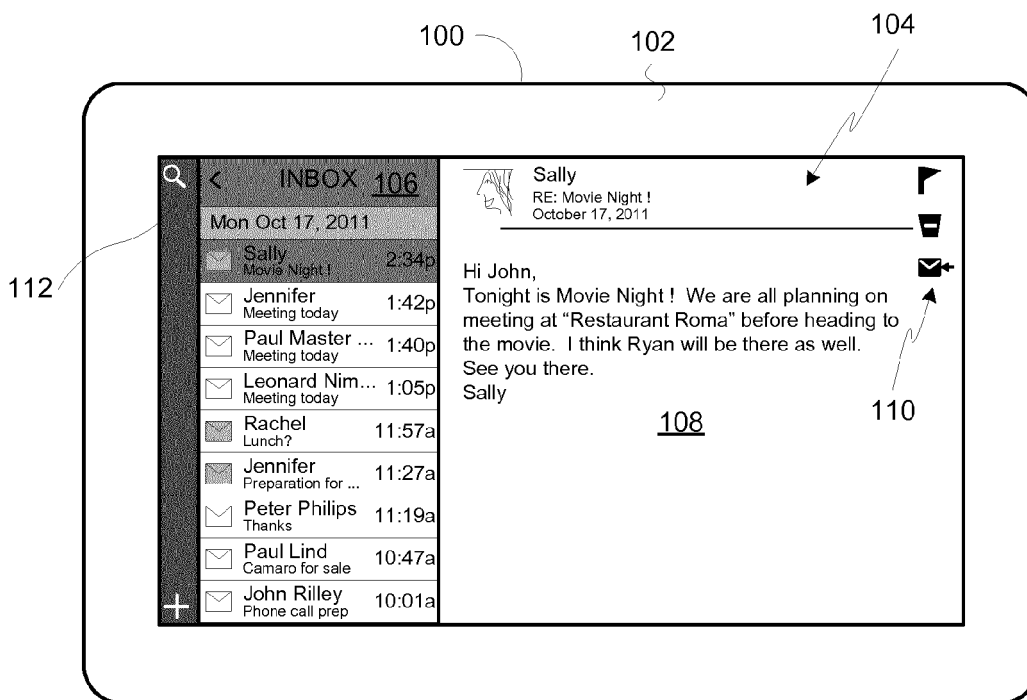 100
102
104
< INBOX 106
Mon Oct 17, 2011
Sally 2:34p
Movie Night !
Jennifer 1:42p
Meeting today
Paul Master ... 1:40p
Meeting today
Leonard Nim... 1:05p
Meeting today
Rachel 11:57a
Lunch?
Jennifer 11:27a
Preparation for ...
Peter Philips 11:19a
Thanks
Paul Lind 10:47a
Camaro for sale
John Rilley 10:01a
Phone call prep
112
Sally
RE: Movie Night !
October 17, 2011
Hi John,
Tonight is Movie Night ! We are all planning on
meeting at “Restaurant Roma” before heading to
the movie. I think Ryan will be there as well.
See you there.
Sally
108
110